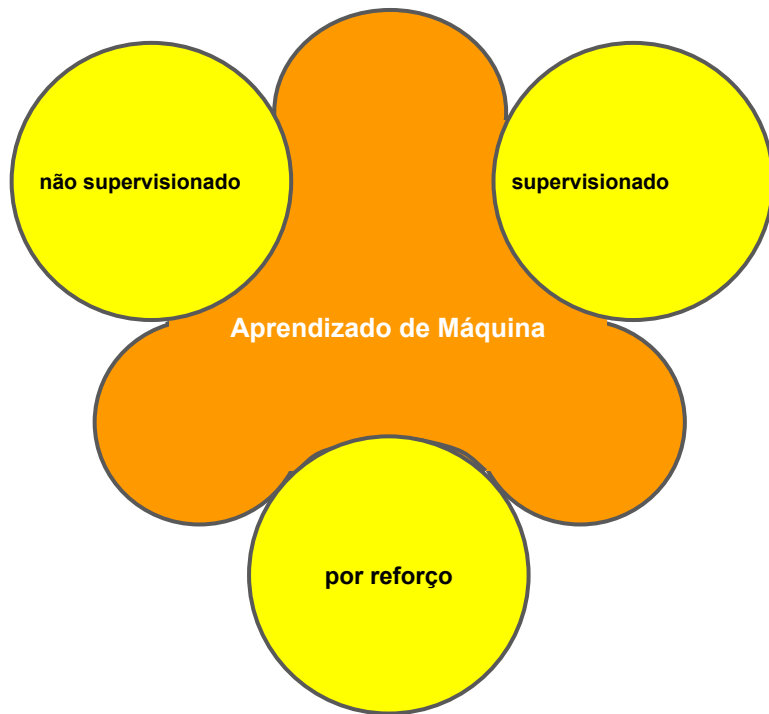 não supervisionado
supervisionado
Aprendizado de Máquina
por reforço